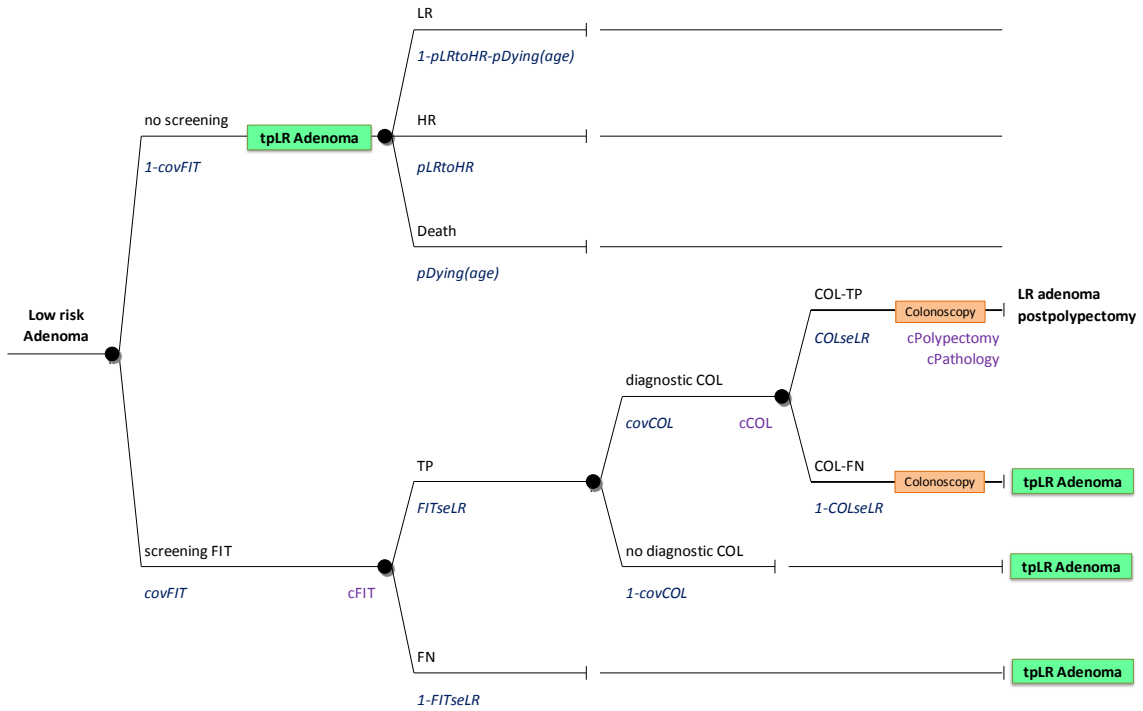 LR
1-pLRtoHR-pDying(age)
no screening
tpLR Adenoma
HR
1-covFIT
pLRtoHR
Death
pDying(age)
Low risk
Adenoma
COL-TP
Colonoscopy
LR adenoma
postpolypectomy
COLseLR
cPolypectomy
cPathology
diagnostic COL
covCOL
cCOL
TP
FITseLR
COL-FN
Colonoscopy
tpLR Adenoma
1-COLseLR
screening FIT
covFIT
cFIT
no diagnostic COL
tpLR Adenoma
1-covCOL
FN
tpLR Adenoma
1-FITseLR